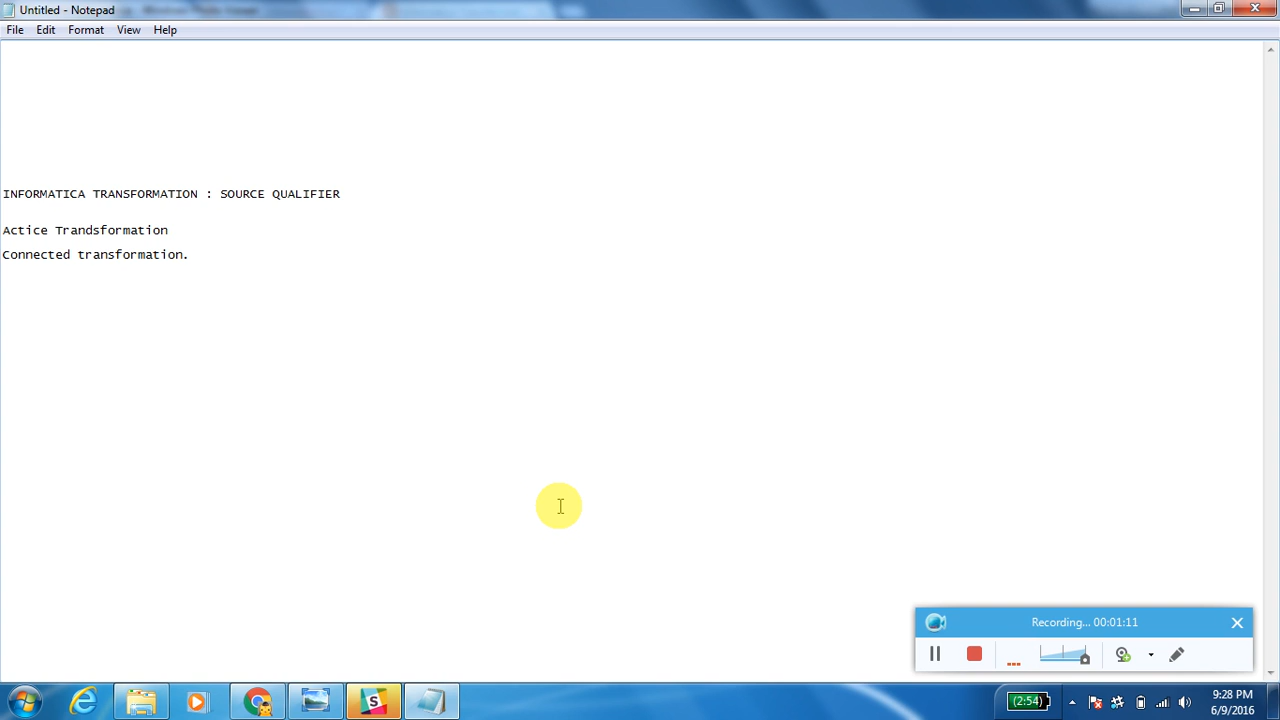 Untitled - Notepad
File Edit Format View Help
INFORMATICA TRANSFORMATION : SOURCE QUALIFIER
Actice Trandsformation
Connected transformation.
Recording... 00:01:11
(2:54)
9:28 PM
6/9/2016